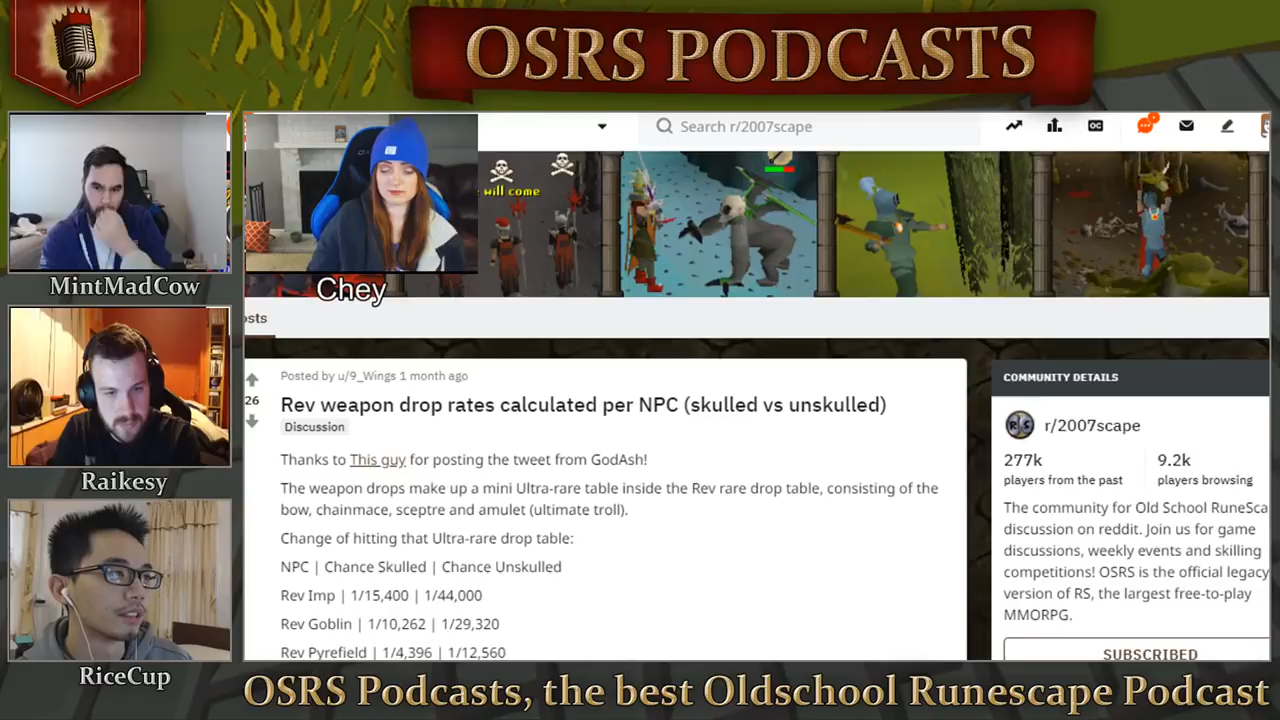 OSRS PODCASTS
Search r/2007scape
will come
MintMadCow
Chey
osts
Posted by u/9_Wings 1 month ago
26
Rev weapon drop rates calculated per NPC (skulled vs unskulled)
Discussion
Thanks to This guy for posting the tweet from GodAsh!
The weapon drops make up a mini Ultra-rare table inside the Rev rare drop table, consisting of the
bow, chainmace, sceptre and amulet (ultimate troll).
Change of hitting that Ultra-rare drop table:
NPC | Chance Skulled | Chance Unskulled
Rev Imp | 1/15,400 | 1/44,000
Rev Goblin | 1/10,262 | 1/29,320
Rev Pyrefield | 1/4,396 | 1/12,560
COMMUNITY DETAILS
r/2007scape
277k
9.2k
players from the past
players browsing
The community for Old School RuneSca
discussion on reddit. Join us for game
discussions, weekly events and skilling
competitions! OSRS is the official legacy
version of RS, the largest free-to-play
MMORPG.
SUBSCRIBED
Raikesy
RiceCup
OSRS Podcasts, the best Oldschool Runescape Podcast